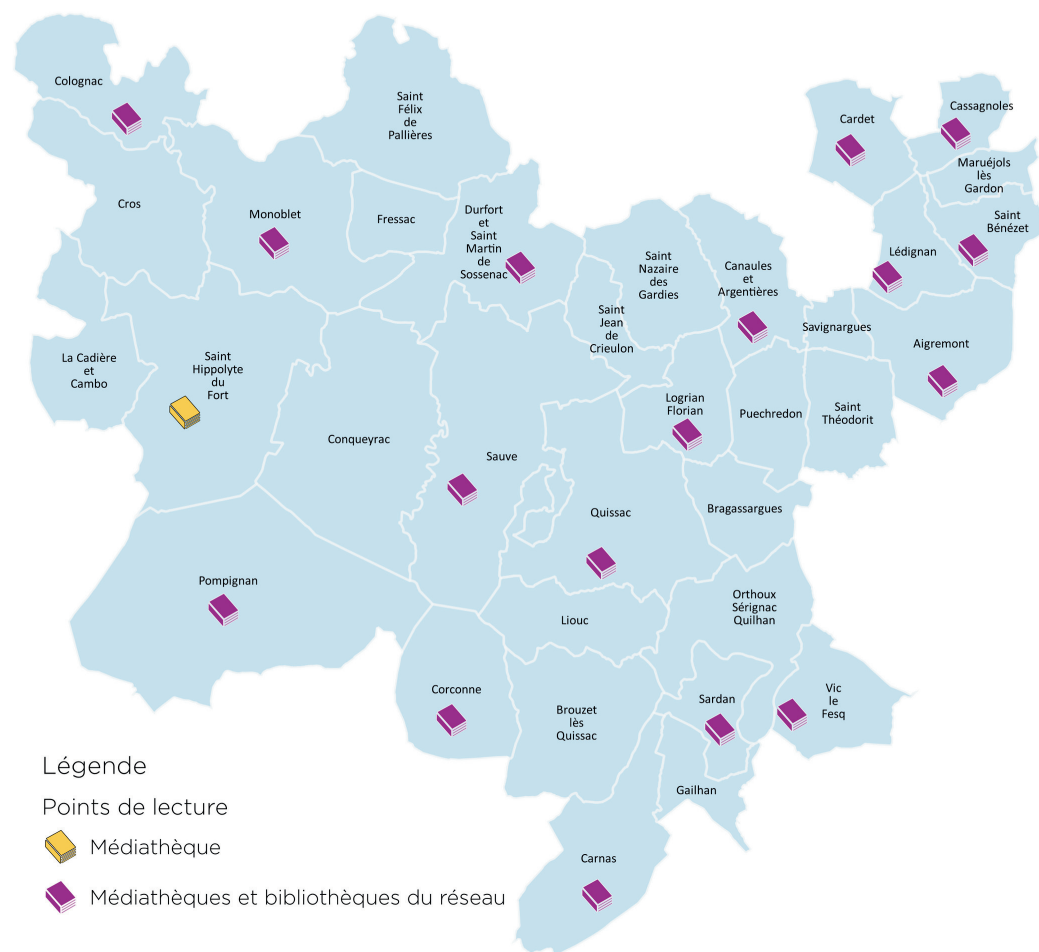 Colognac
Saint
Félix
de
Pallières
Cassagnoles
Cardet
Maruéjols
lès
Gardon
Cros
Monoblet
Fressac
Durfort
et
Saint
Martin
de
Sossenac
Saint
Bénézet
Lédignan
Saint
Nazaire
des
Gardies
Canaules
et
Argentières
Saint
Jean
de
Crieulon
Savignargues
Aigremont
La Cadière
et
Cambo
Saint
Hippolyte
du
Fort
Logrian
Florian
Puechredon
Saint
Théodorit
Conqueyrac
Sauve
Quissac
Bragassargues
Pompignan
Liouc
Orthoux
Sérignac
Quilhan
Corconne
Brouzet
lès
Quissac
Sardan
Vic
le
Fesq
Gailhan
Carnas
Légende
Points de lecture
Médiathèque
Médiathèques et bibliothèques du réseau